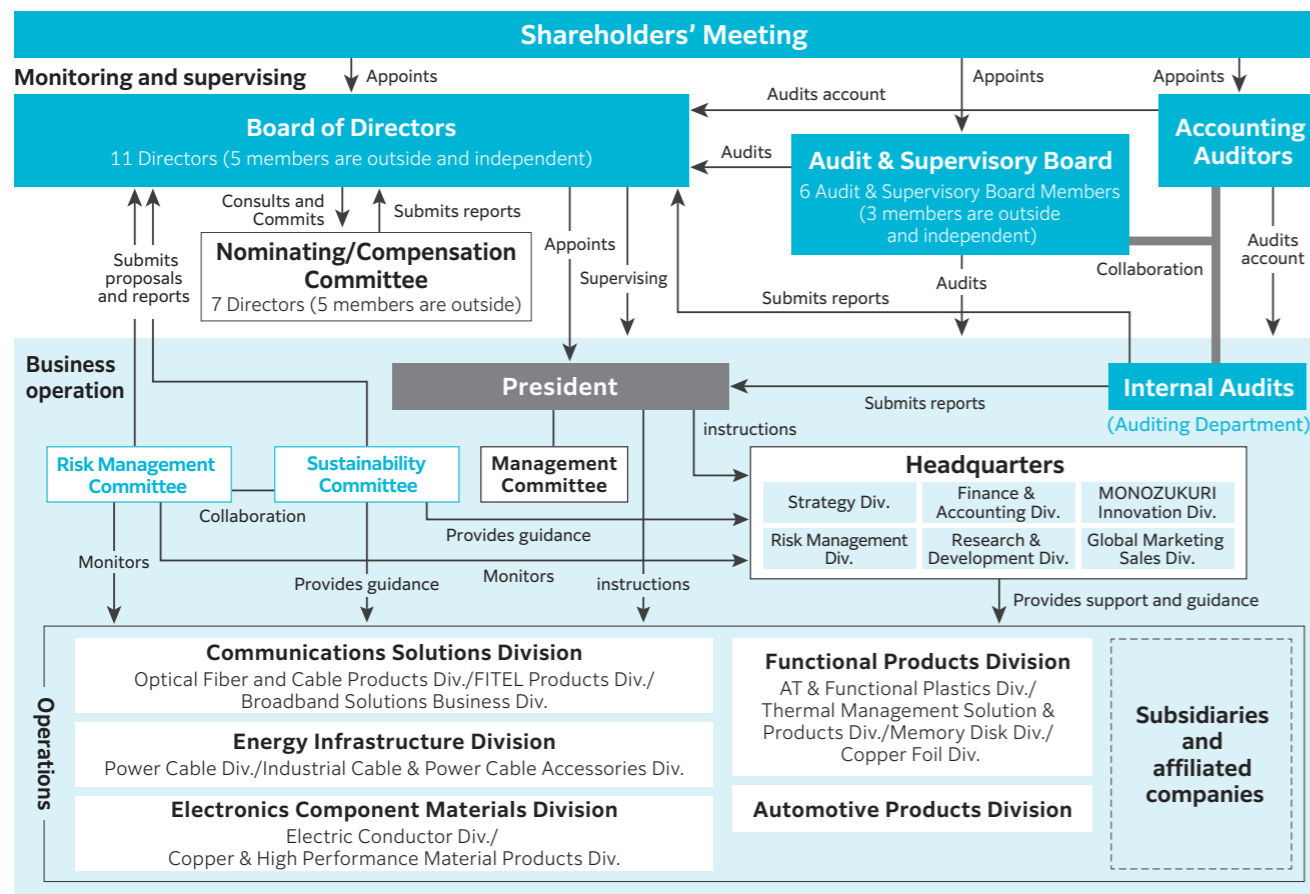 Shareholders' Meeting
Monitoring and supervising
Appoints
Appoints
Appoints
Audits account
Board of Directors
11 Directors (5 members are outside and independent)
Audits
Audit & Supervisory Board
6 Audit & Supervisory Board Members
(3 members are outside
and independent)
Accounting
Auditors
Consults and
Commits
Submits reports
Nominating/Compensation
Committee
7 Directors (5 members are outside)
Submits
proposals
and reports
Appoints
Supervising
Submits reports
Audits
Collaboration
Audits
account
Business
operation
President
Submits reports
Internal Audits
(Auditing Department)
instructions
Risk Management
Committee
Sustainability
Committee
Management
Committee
Collaboration
Headquarters
Strategy Div.
Finance &
Accounting Div.
MONOZUKURI
Innovation Div.
Risk Management
Div.
Research &
Development Div.
Global Marketing
Sales Div.
Provides guidance
Monitors
Provides guidance
Monitors
instructions
Provides support and guidance
Operations
Communications Solutions Division
Optical Fiber and Cable Products Div./FITEL Products Div./
Broadband Solutions Business Div.
Energy Infrastructure Division
Power Cable Div./Industrial Cable & Power Cable Accessories Div.
Electronics Component Materials Division
Electric Conductor Div./
Copper & High Performance Material Products Div.
Functional Products Division
AT & Functional Plastics Div./
Thermal Management Solution &
Products Div./Memory Disk Div./
Copper Foil Div.
Automotive Products Division
Subsidiaries
and
affiliated
companies